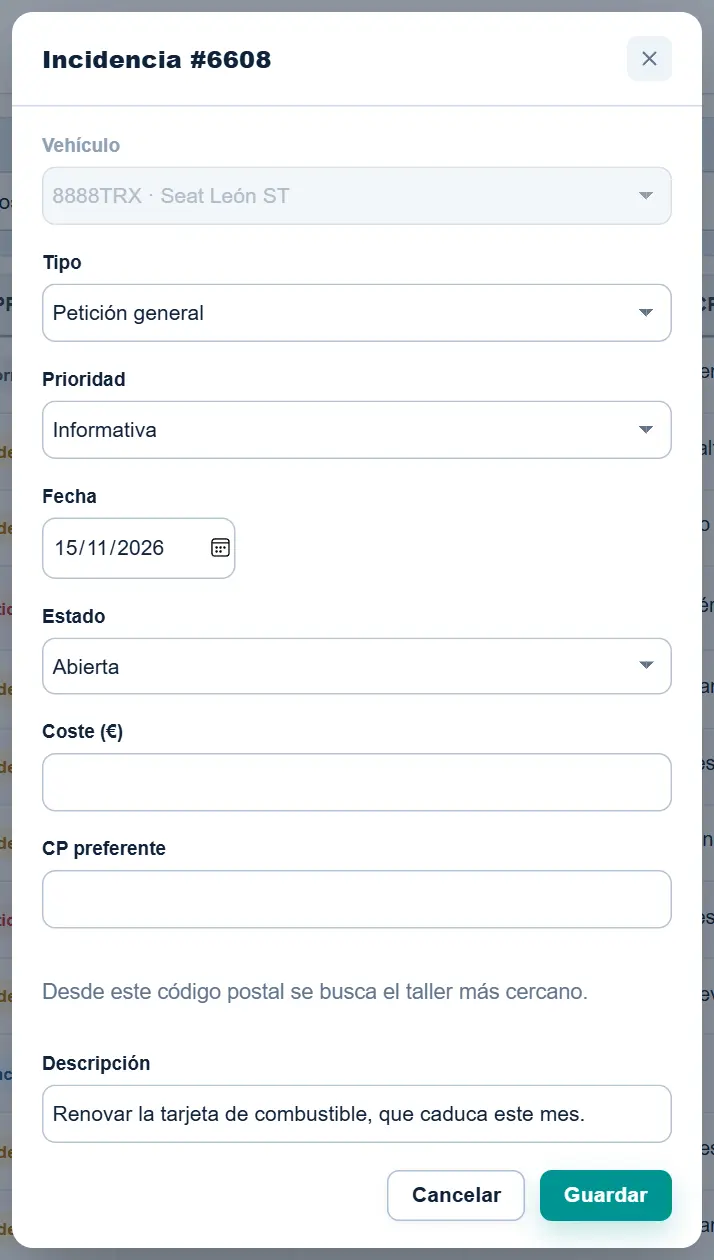 Incidencia #6608
Vehículo
8888TRX · Seat León ST
Tipo
Petición general
Prioridad
Informativa
Fecha
15/11/2026
Estado
Abierta
Coste (€)
CP preferente
Desde este código postal se busca el taller más cercano.
Descripción
Renovar la tarjeta de combustible, que caduca este mes.
Cancelar
Guardar